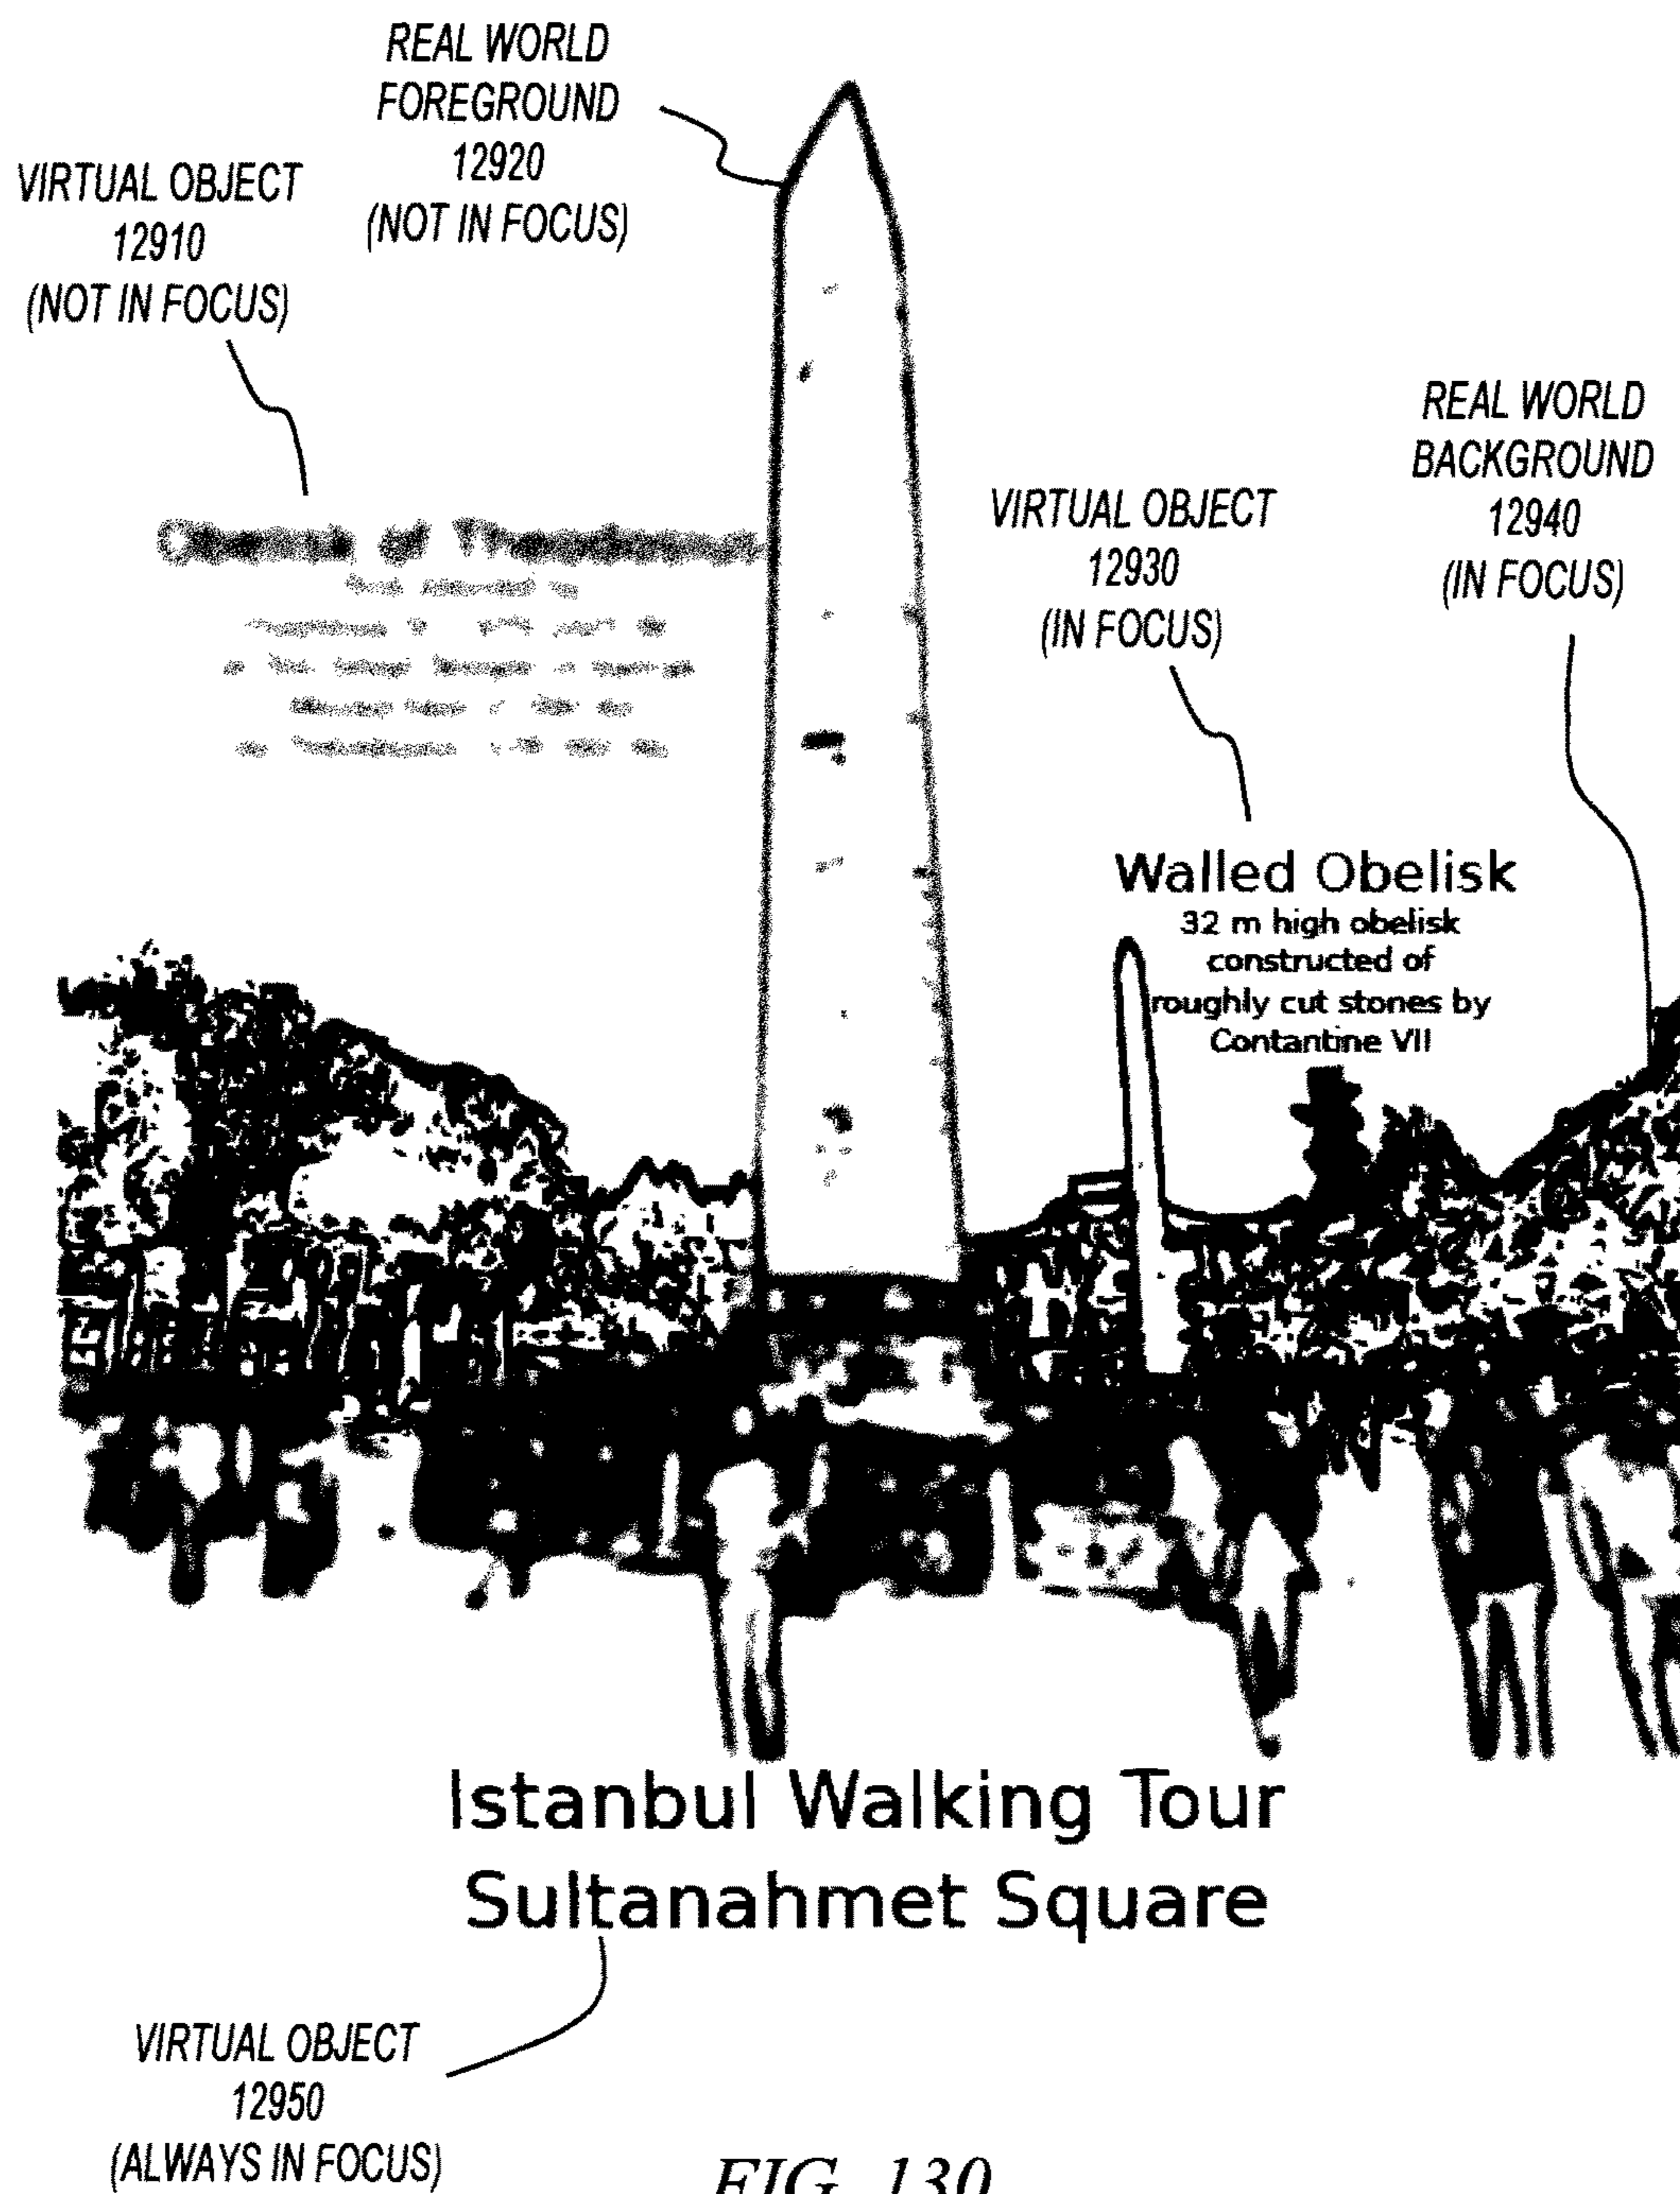 REAL WORLD
FOREGROUND
12920
(NOT IN FOCUS)
VIRTUAL OBJECT
12910
(NOT IN FOCUS)
REAL WORLD
BACKGROUND
12940
(IN FOCUS)
VIRTUAL OBJECT
12930
(IN FOCUS)
of
Walled Obelisk
32 m high obelisk
constructed of
roughly cut stones by
Contantine VII
Istanbul Walking Tour
Sultanahmet Square
VIRTUAL OBJECT
12950
(ALWAYS IN FOCUS)
FIG. 130